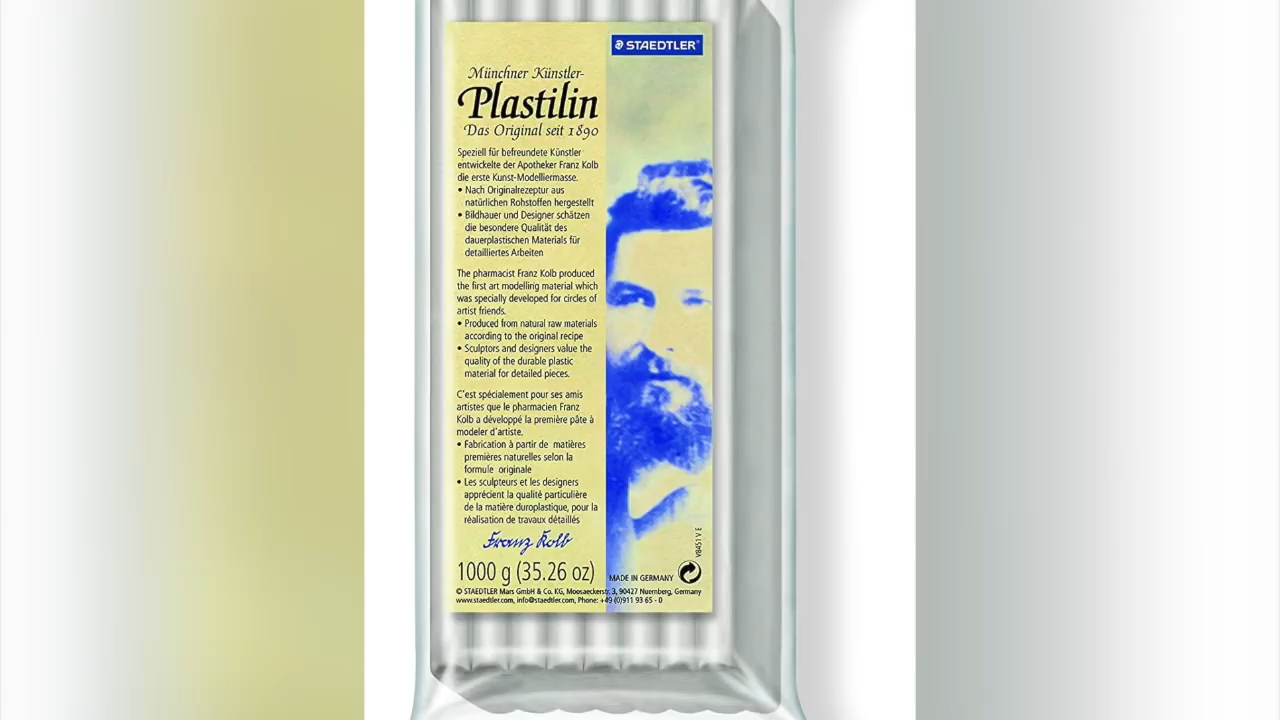 STAEDTLER®
Münchner Künstler-
Plastilin
Das Original seit 1890
Speziell für befreundete Künstler
entwickelte der Apotheker Franz Kolb
die erste Kunst-Modelliermasse.
• Nach Originalrezeptur aus
natürlichen Rohstoffen hergestellt
• Bildhauer und Designer schätzen
die besondere Qualität des
dauerplastischen Materials für
detailliertes Arbeiten
The pharmacist Franz Kolb produced
the first art modelling material which
was specially developed for circles of
artist friends.
• Produced from natural raw materials
according to the original recipe
• Sculptors and designers value the
quality of the durable plastic
material for detailed pieces.
C'est spécialement pour ses amis
artistes que le pharmacien Franz
Kolb a développé la première pâte à
modeler d'artiste.
• Fabrication à partir de matières
premières naturelles selon la
formule originale
• Les sculpteurs et les designers
apprécient la qualité particulière
de la matière duroplastique, pour la
réalisation de travaux détaillés
Franz Kolb
1000 g (35.26 oz)
MADE IN GERMANY
V8451 V E
© STAEDTLER Mars GmbH & Co. KG, Moosaeckerstr. 3, 90427 Nuernberg, Germany
www.staedtler.com, info@staedtler.com, Phone: +49 (0)911 93 65 - 0